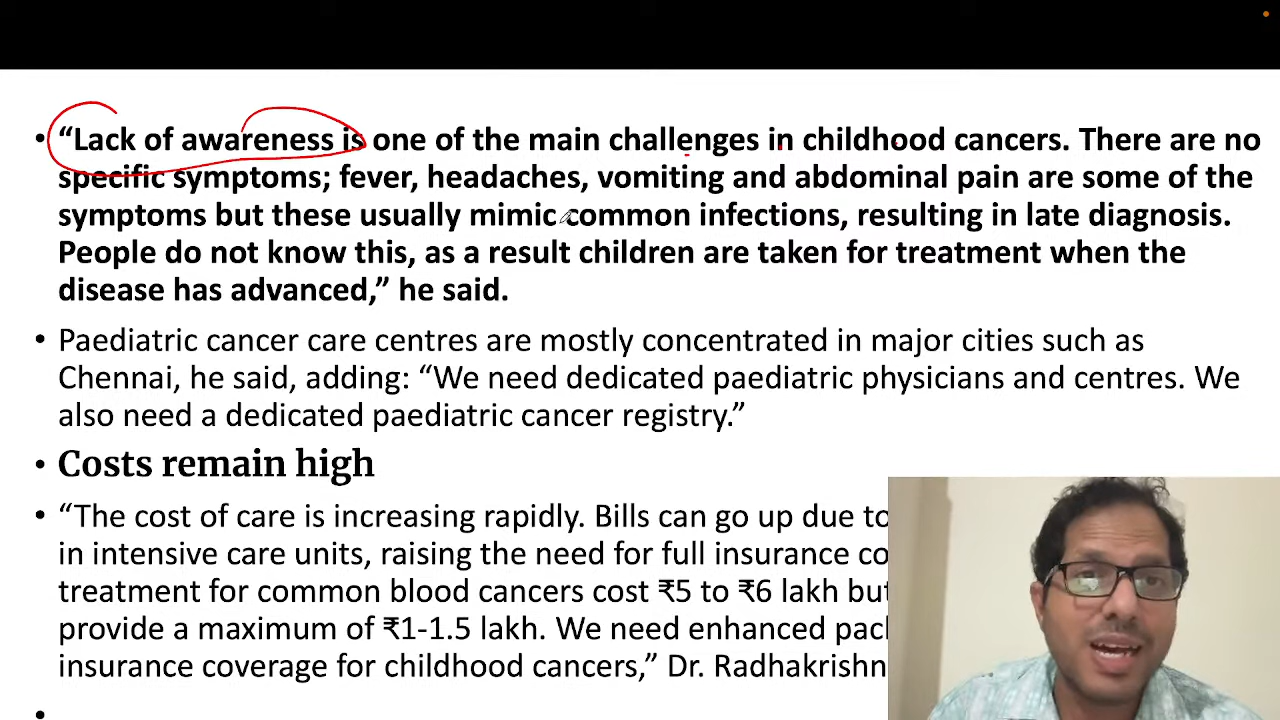 • “Lack of awareness is one of the main challenges in childhood cancers. There are no
specific symptoms; fever, headaches, vomiting and abdominal pain are some of the
symptoms but these usually mimic common infections, resulting in late diagnosis.
People do not know this, as a result children are taken for treatment when the
disease has advanced,” he said.
• Paediatric cancer care centres are mostly concentrated in major cities such as
Chennai, he said, adding: “We need dedicated paediatric physicians and centres. We
also need a dedicated paediatric cancer registry.”
• Costs remain high
• “The cost of care is increasing rapidly. Bills can go up due to
in intensive care units, raising the need for full insurance
treatment for common blood cancers cost ₹5 to ₹6 lakh but
provide a maximum of ₹1-1.5 lakh. We need enhanced
insurance coverage for childhood cancers,” Dr.
•